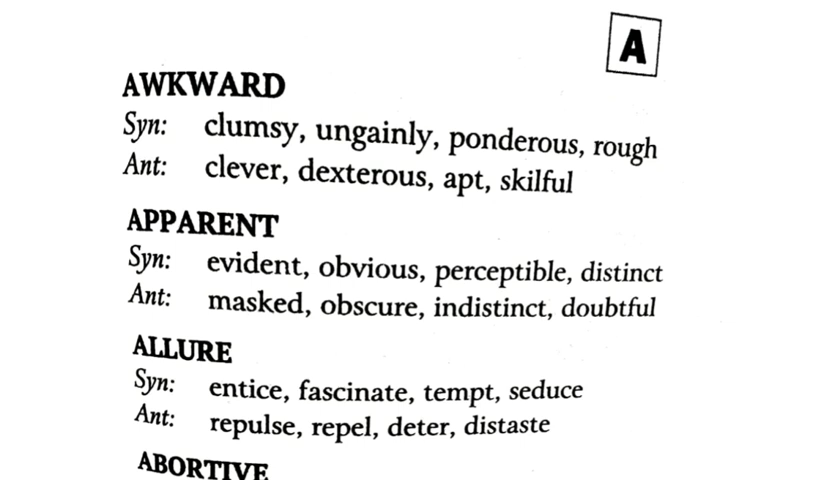 A
AWKWARD
Syn: clumsy, ungainly, ponderous, rough
Ant: clever, dexterous, apt, skilful
APPARENT
Syn: evident, obvious, perceptible, distinct
Ant: masked, obscure, indistinct, doubtful
ALLURE
Syn: entice, fascinate, tempt, seduce
Ant: repulse, repel, deter, distaste
ABORTIVE